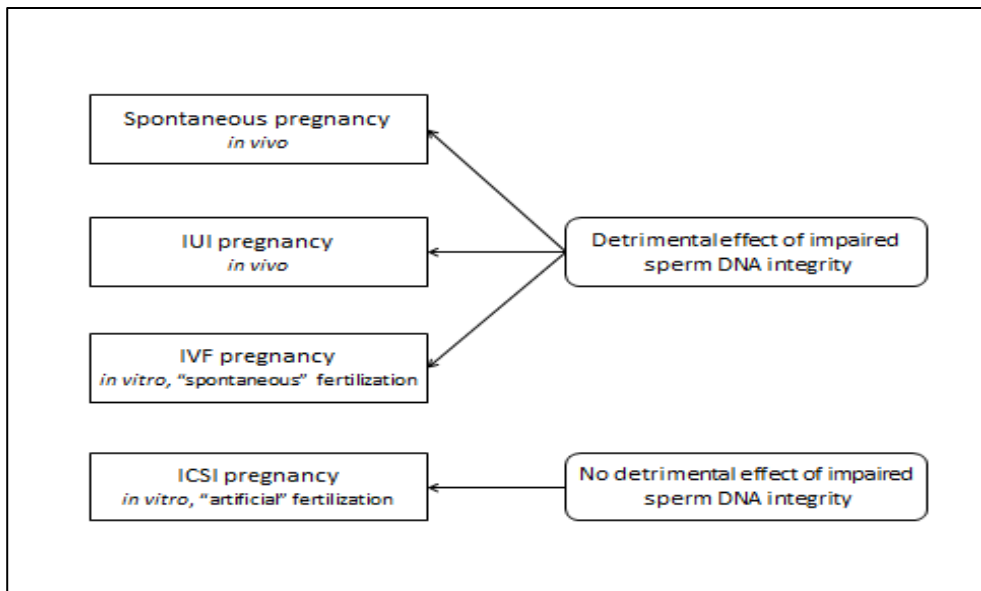 Spontaneous pregnancy
in vivo
IUI pregnancy
in vivo
Detrimental effect of impaired
sperm DNA integrity
IVF pregnancy
in vitro, “spontaneous” fertilization
ICSI pregnancy
in vitro, “artificial” fertilization
No detrimental effect of impaired
sperm DNA integrity